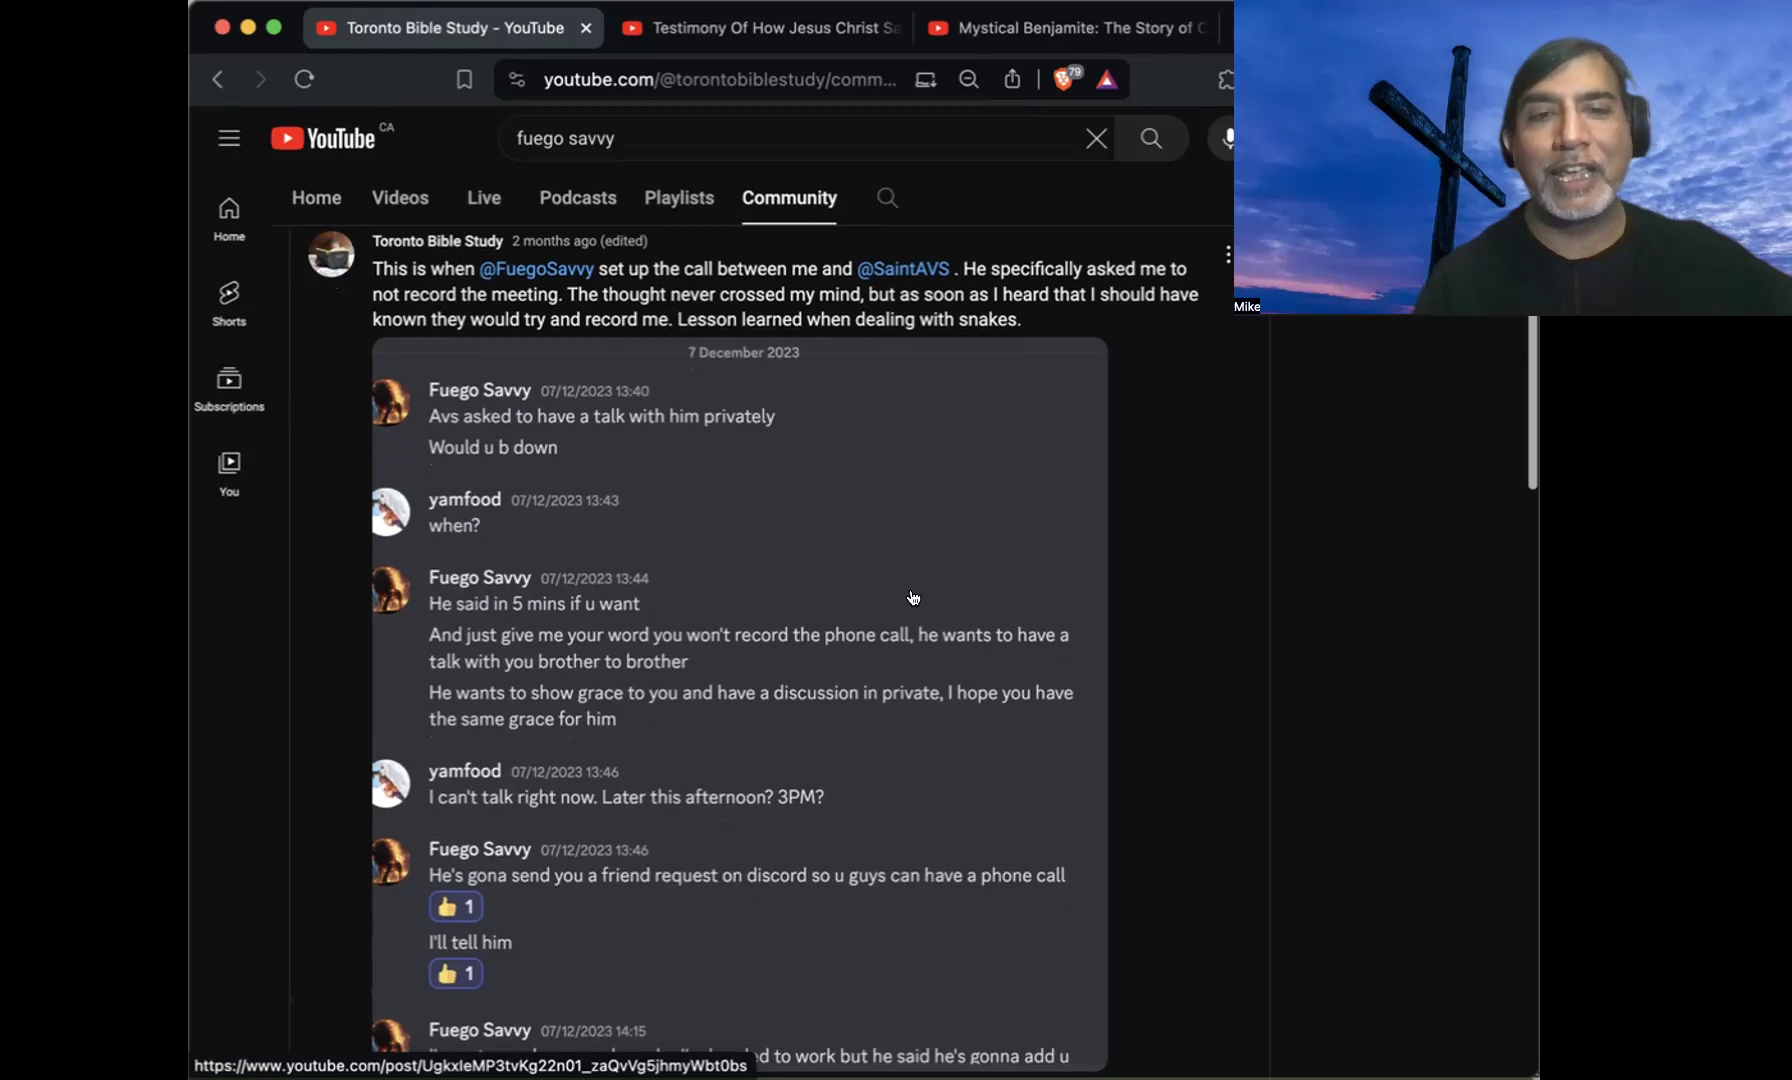 Toronto Bible Study - YouTube
Testimony Of How Jesus Christ Sa
Mystical Benjamite: The Story of C
youtube.com/@torontobiblestudy/comm...
79
YouTube CA
fuego savvy
Home Videos Live Podcasts Playlists Community
Home
Shorts
Subscriptions
You
Toronto Bible Study 2 months ago (edited)
This is when @FuegoSavvy set up the call between me and @SaintAVS . He specifically asked me to
not record the meeting. The thought never crossed my mind, but as soon as I heard that I should have
known they would try and record me. Lesson learned when dealing with snakes.
7 December 2023
Fuego Savvy 07/12/2023 13:40
Avs asked to have a talk with him privately
Would u b down
yamfood 07/12/2023 13:43
when?
Fuego Savvy 07/12/2023 13:44
He said in 5 mins if u want
And just give me your word you won't record the phone call, he wants to have a
talk with you brother to brother
He wants to show grace to you and have a discussion in private, I hope you have
the same grace for him
yamfood 07/12/2023 13:46
I can't talk right now. Later this afternoon? 3PM?
Fuego Savvy 07/12/2023 13:46
He's gona send you a friend request on discord so u guys can have a phone call
👍 1
I'll tell him
👍 1
Fuego Savvy 07/12/2023 14:15
to work but he said he's gonna add u
https://www.youtube.com/post/UgkxIeMP3tvKg22n01_zaQvVg5jhmyWbt0bs
Mike